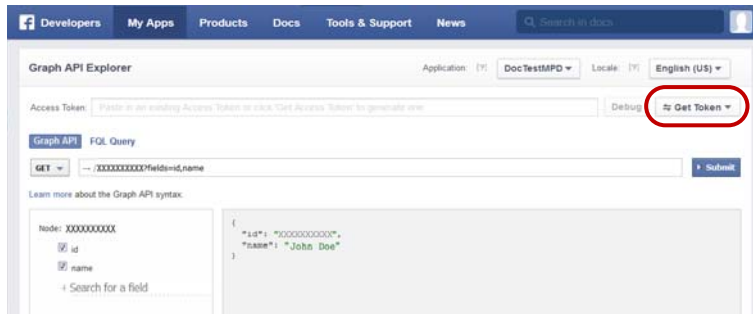 f Developers My Apps Products Docs Tools & Support News Search in docs
Graph API Explorer Application: [?] DocTestMPD Locale: [?] English (US)
Access Token: Paste in an existing Access Token or click 'Get Access Token' to generate one Debug Get Token
Graph API FQL Query
GET → /XXXXXXXXXX?fields=id,name Submit
Learn more about the Graph API syntax.
Node: XXXXXXXXXX
id
name
+ Search for a field
{
"id": "XXXXXXXXXX",
"name": "John Doe"
}